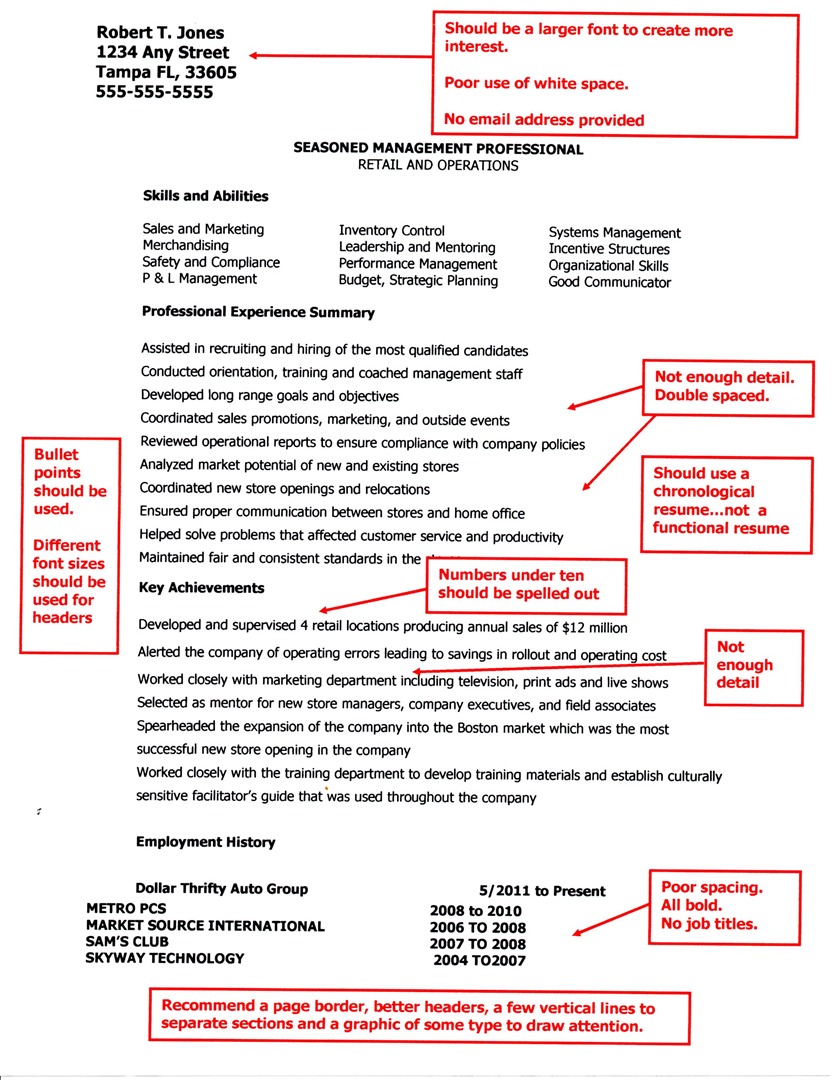 Robert T. Jones
1234 Any Street
Tampa FL, 33605
555-555-5555
Should be a larger font to create more
interest.
Poor use of white space.
No email address provided
SEASONED MANAGEMENT PROFESSIONAL
RETAIL AND OPERATIONS
Skills and Abilities
Sales and Marketing Inventory Control Systems Management
Merchandising Leadership and Mentoring Incentive Structures
Safety and Compliance Performance Management Organizational Skills
P & L Management Budget, Strategic Planning Good Communicator
Professional Experience Summary
Assisted in recruiting and hiring of the most qualified candidates
Conducted orientation, training and coached management staff
Developed long range goals and objectives
Coordinated sales promotions, marketing, and outside events
Reviewed operational reports to ensure compliance with company policies
Analyzed market potential of new and existing stores
Coordinated new store openings and relocations
Ensured proper communication between stores and home office
Helped solve problems that affected customer service and productivity
Maintained fair and consistent standards in the
Not enough detail.
Double spaced.
Should use a
chronological
resume...not a
functional resume
Bullet
points
should be
used.
Different
font sizes
should be
used for
headers
Numbers under ten
should be spelled out
Key Achievements
Developed and supervised 4 retail locations producing annual sales of $12 million
Alerted the company of operating errors leading to savings in rollout and operating cost
Worked closely with marketing department including television, print ads and live shows
Selected as mentor for new store managers, company executives, and field associates
Spearheaded the expansion of the company into the Boston market which was the most
successful new store opening in the company
Worked closely with the training department to develop training materials and establish culturally
sensitive facilitator's guide that was used throughout the company
Not
enough
detail
Employment History
Dollar Thrifty Auto Group 5/2011 to Present
METRO PCS 2008 to 2010
MARKET SOURCE INTERNATIONAL 2006 TO 2008
SAM'S CLUB 2007 TO 2008
SKYWAY TECHNOLOGY 2004 TO2007
Poor spacing.
All bold.
No job titles.
Recommend a page border, better headers, a few vertical lines to
separate sections and a graphic of some type to draw attention.